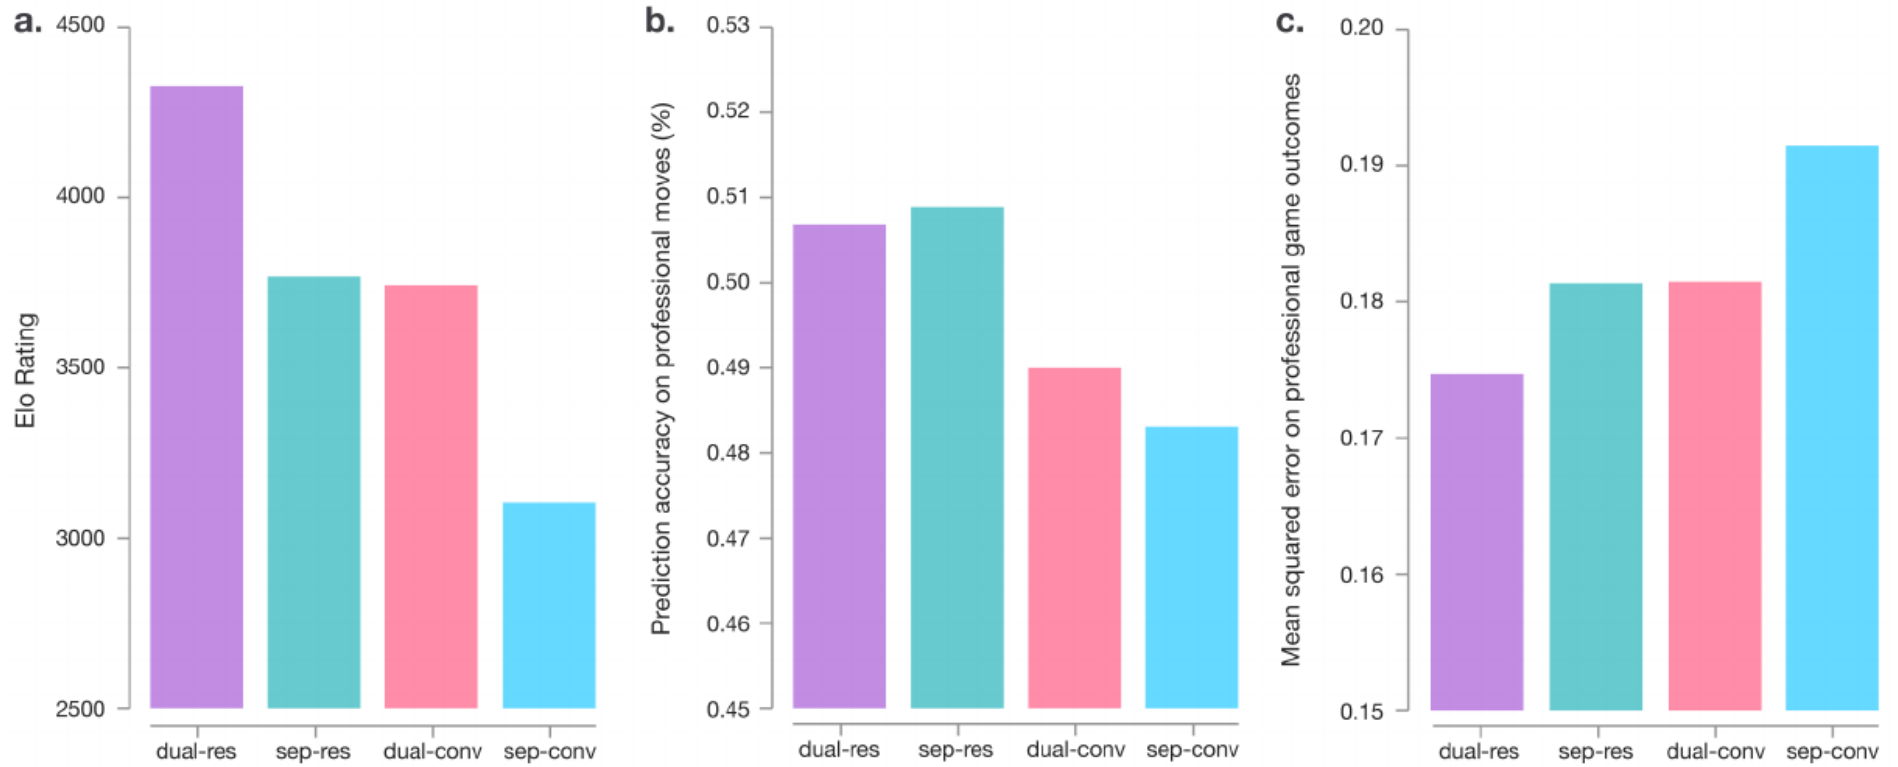 a.
Elo Rating
4500
4000
3500
3000
2500
dual-res
sep-res
dual-conv
sep-conv
b.
Prediction accuracy on professional moves (%)
0.53
0.52
0.51
0.50
0.49
0.48
0.47
0.46
0.45
dual-res
sep-res
dual-conv
sep-conv
c.
Mean squared error on professional game outcomes
0.20
0.19
0.18
0.17
0.16
0.15
dual-res
sep-res
dual-conv
sep-conv